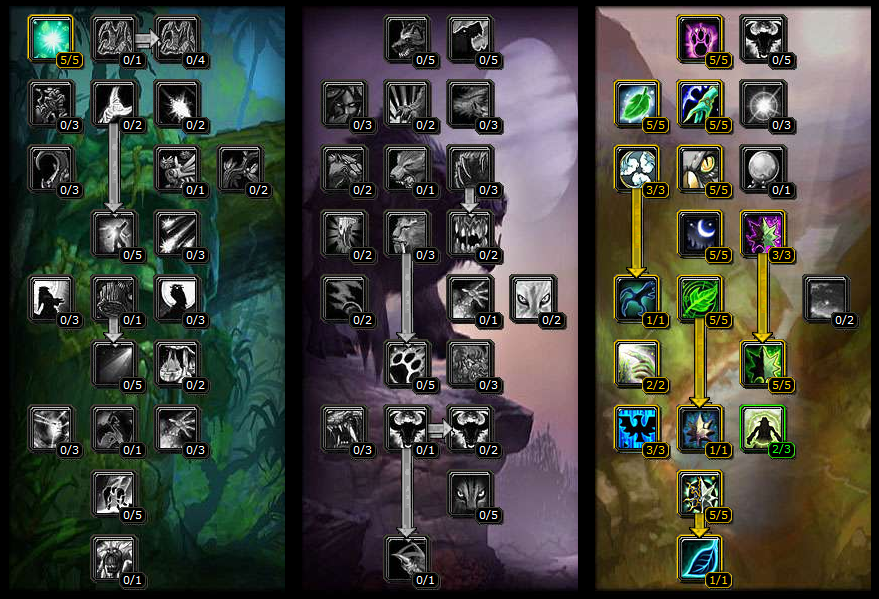 5/5 0/1 0/4 0/5 0/5 5/5 0/5
0/3 0/2 0/2 0/3 0/2 0/3 5/5 5/5 0/3
0/3 0/1 0/2 0/2 0/1 0/3 3/3 5/5 0/1
0/5 0/3 0/2 0/3 0/2 5/5 3/3
0/3 0/1 0/3 0/2 0/1 0/2 1/1 5/5 0/2
0/5 0/2 0/5 0/3 2/2 5/5
0/3 0/1 0/3 0/3 0/1 0/2 3/3 1/1 2/3
0/5 0/5 5/5
0/1 0/1 1/1